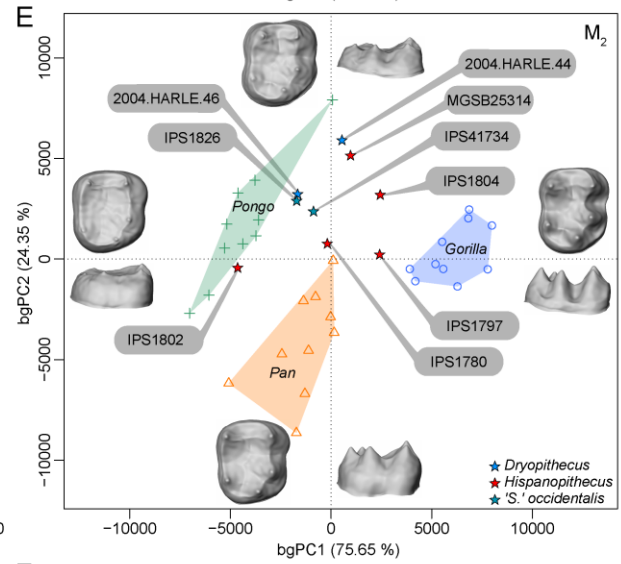 E
M2
10000
5000
0
−5000
−10000
bgPC2 (24.35 %)
2004.HARLE.46
IPS1826
2004.HARLE.44
MGSB25314
IPS41734
IPS1804
Pongo
Gorilla
IPS1802
IPS1797
Pan
IPS1780
Dryopithecus
Hispanopithecus
'S.' occidentalis
0
−10000
−5000
0
5000
10000
bgPC1 (75.65 %)